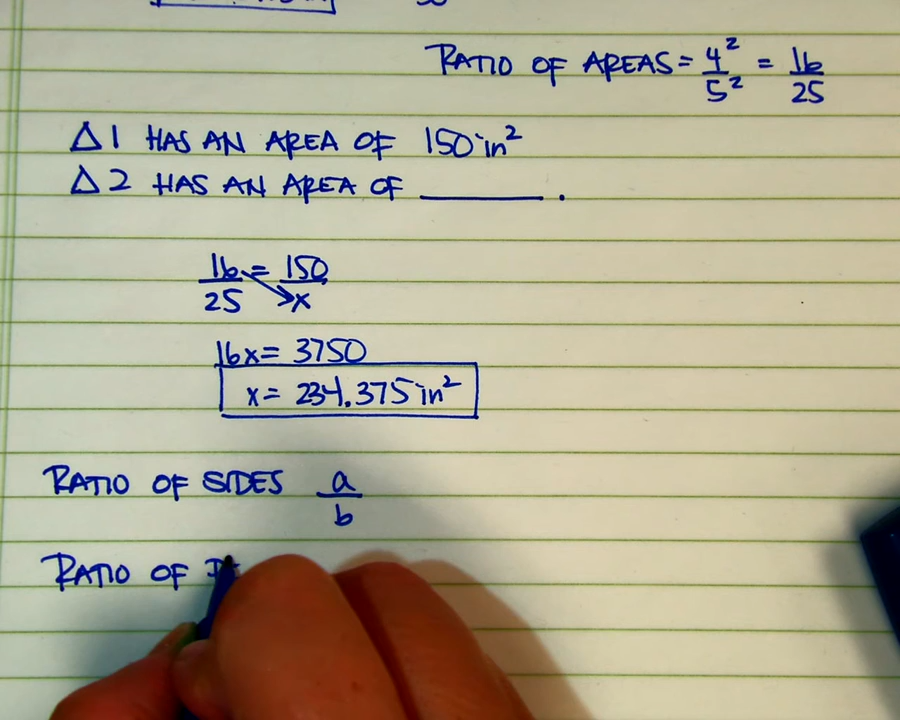 RATIO OF AREAS = 4²/5² = 16/25
Δ1 HAS AN AREA OF 150 in²
Δ2 HAS AN AREA OF ______.
16/25 = 150/x
16x = 3750
x = 234.375 in²
RATIO OF SIDES a/b
RATIO OF